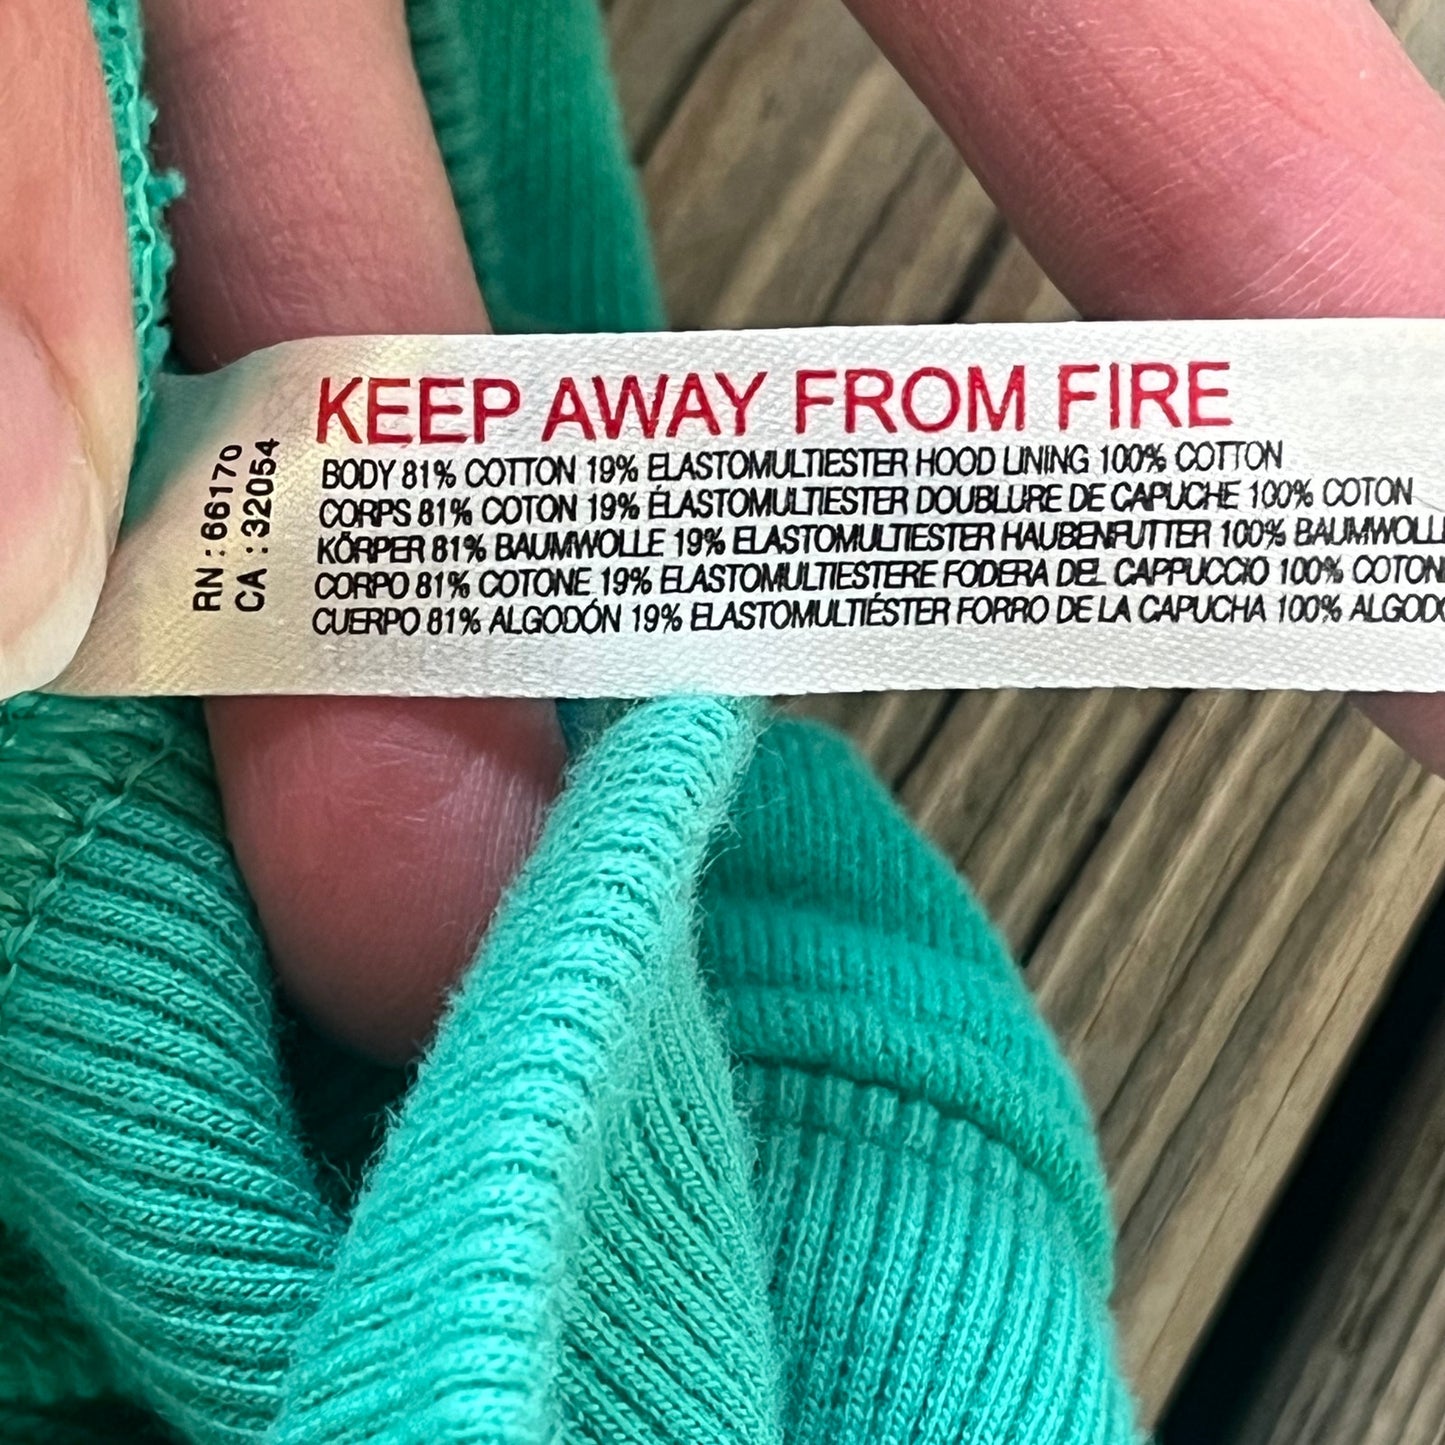 KEEP AWAY FROM FIRE
BODY 81% COTTON 19% ELASTOMULTIESTER HOOD LINING 100% COTTON
CORPS 81% COTON 19% ÉLASTOMULTIESTER DOUBLURE DE CAPUCHE 100% COTON
KÖRPER 81% BAUMWOLLE 19% ELASTOMULTIESTER HAUBENFUTTER 100% BAUMWOLLE
CORPO 81% COTONE 19% ELASTOMULTIESTERE FODERA DEL CAPPUCCIO 100%
CUERPO 81% ALGODÓN 19% ELASTOMULTIÉSTER FORRO DE LA CAPUCHA 100%
RN : 66170
CA : 32054